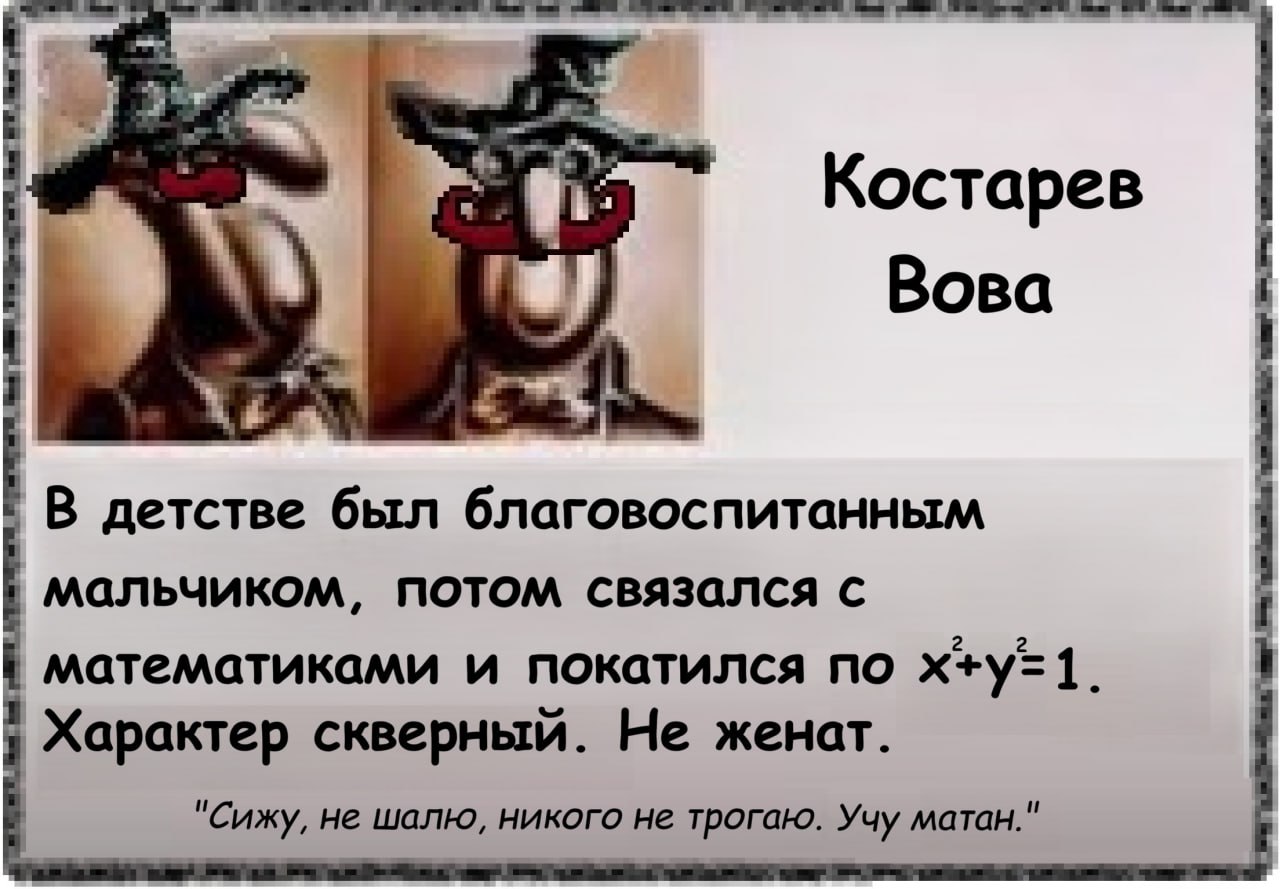 Костарев
Вова
В детстве был благовоспитанным
мальчиком, потом связался с
математиками и покатился по x²+y²=1.
Характер скверный. Не женат.
"Сижу, не шалю, никого не трогаю. Учу матан."